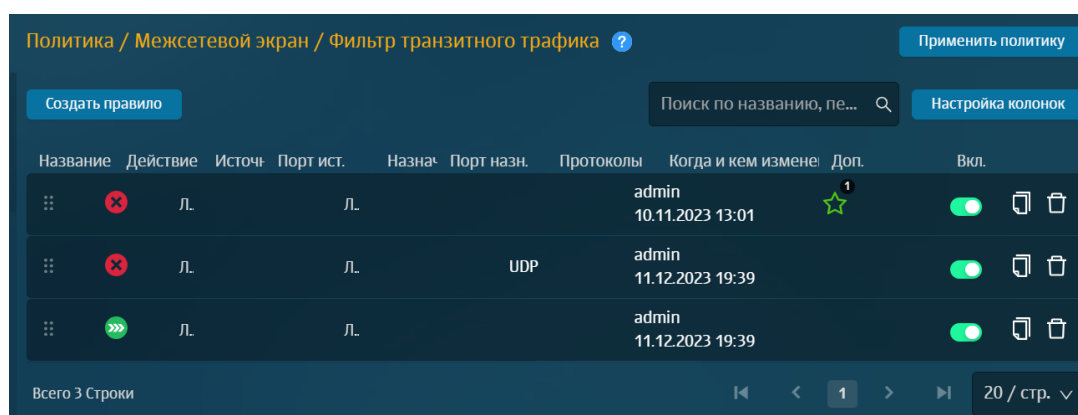 Политика / Межсетевой экран / Фильтр транзитного трафика ?
Применить политику
Создать правило
Поиск по названию, пе...
Настройка колонок
Название Действие Источн Порт ист. Назнач Порт назн. Протоколы Когда и кем изменен Доп. Вкл.
Л.. Л.. admin 1
10.11.2023 13:01
Л.. Л.. UDP admin
11.12.2023 19:39
Л.. Л.. admin
11.12.2023 19:39
Всего 3 Строки 1 20 / стр.